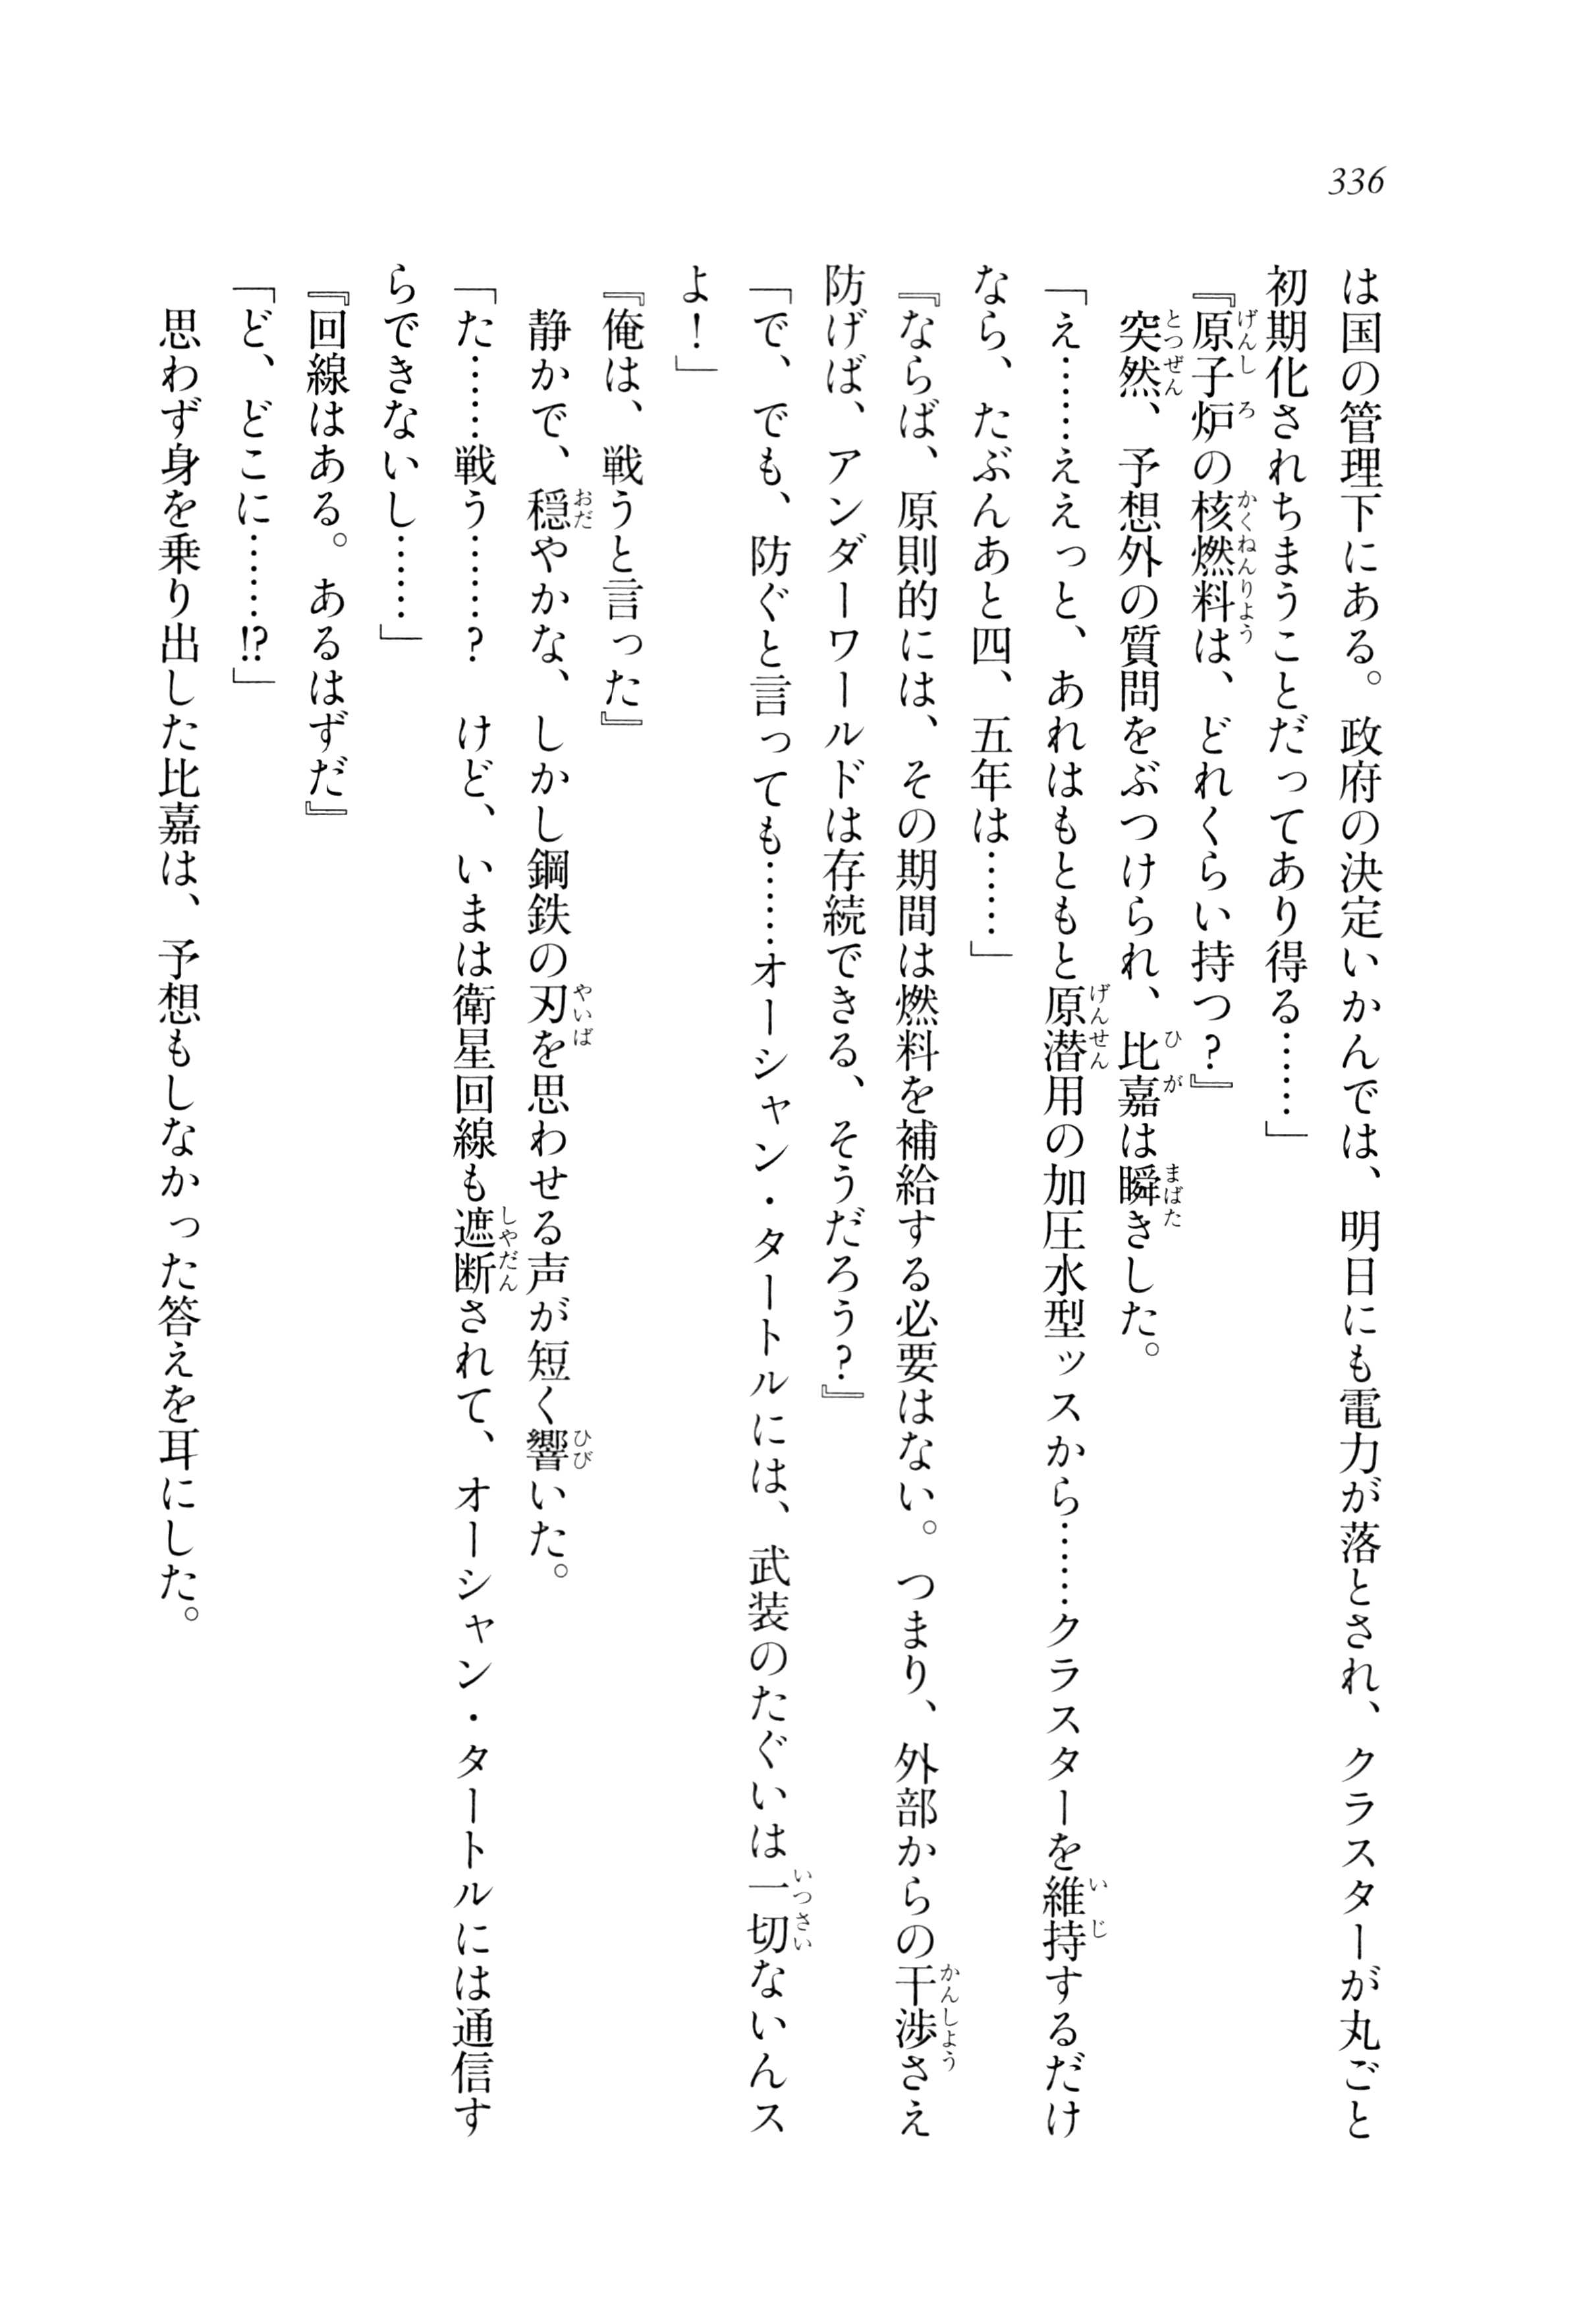 336
は国の管理下にある。政府の決定いかんでは、明日にも電力が落とされ、クラスターが丸ごと
初期化されちまうことだってあり得る……」
『原子炉の核燃料は、どれくらい持つ？』
　突然、予想外の質問をぶつけられ、比嘉は瞬きした。
「え……ええっと、あれはもともと原潜用の加圧水型ッスから……クラスターを維持するだけ
なら、たぶんあと四、五年は……」
『ならば、原則的には、その期間は燃料を補給する必要はない。つまり、外部からの干渉さえ
防げば、アンダーワールドは存続できる、そうだろう？』
「で、でも、防ぐと言っても……オーシャン・タートルには、武装のたぐいは一切ないんス
よ！」
『俺は、戦うと言った』
　静かで、穏やかな、しかし鋼鉄の刃を思わせる声が短く響いた。
「た……戦う……？　けど、いまは衛星回線も遮断されて、オーシャン・タートルには通信す
らできないし……」
『回線はある。あるはずだ』
「ど、どこに……!?」
　思わず身を乗り出した比嘉は、予想もしなかった答えを耳にした。